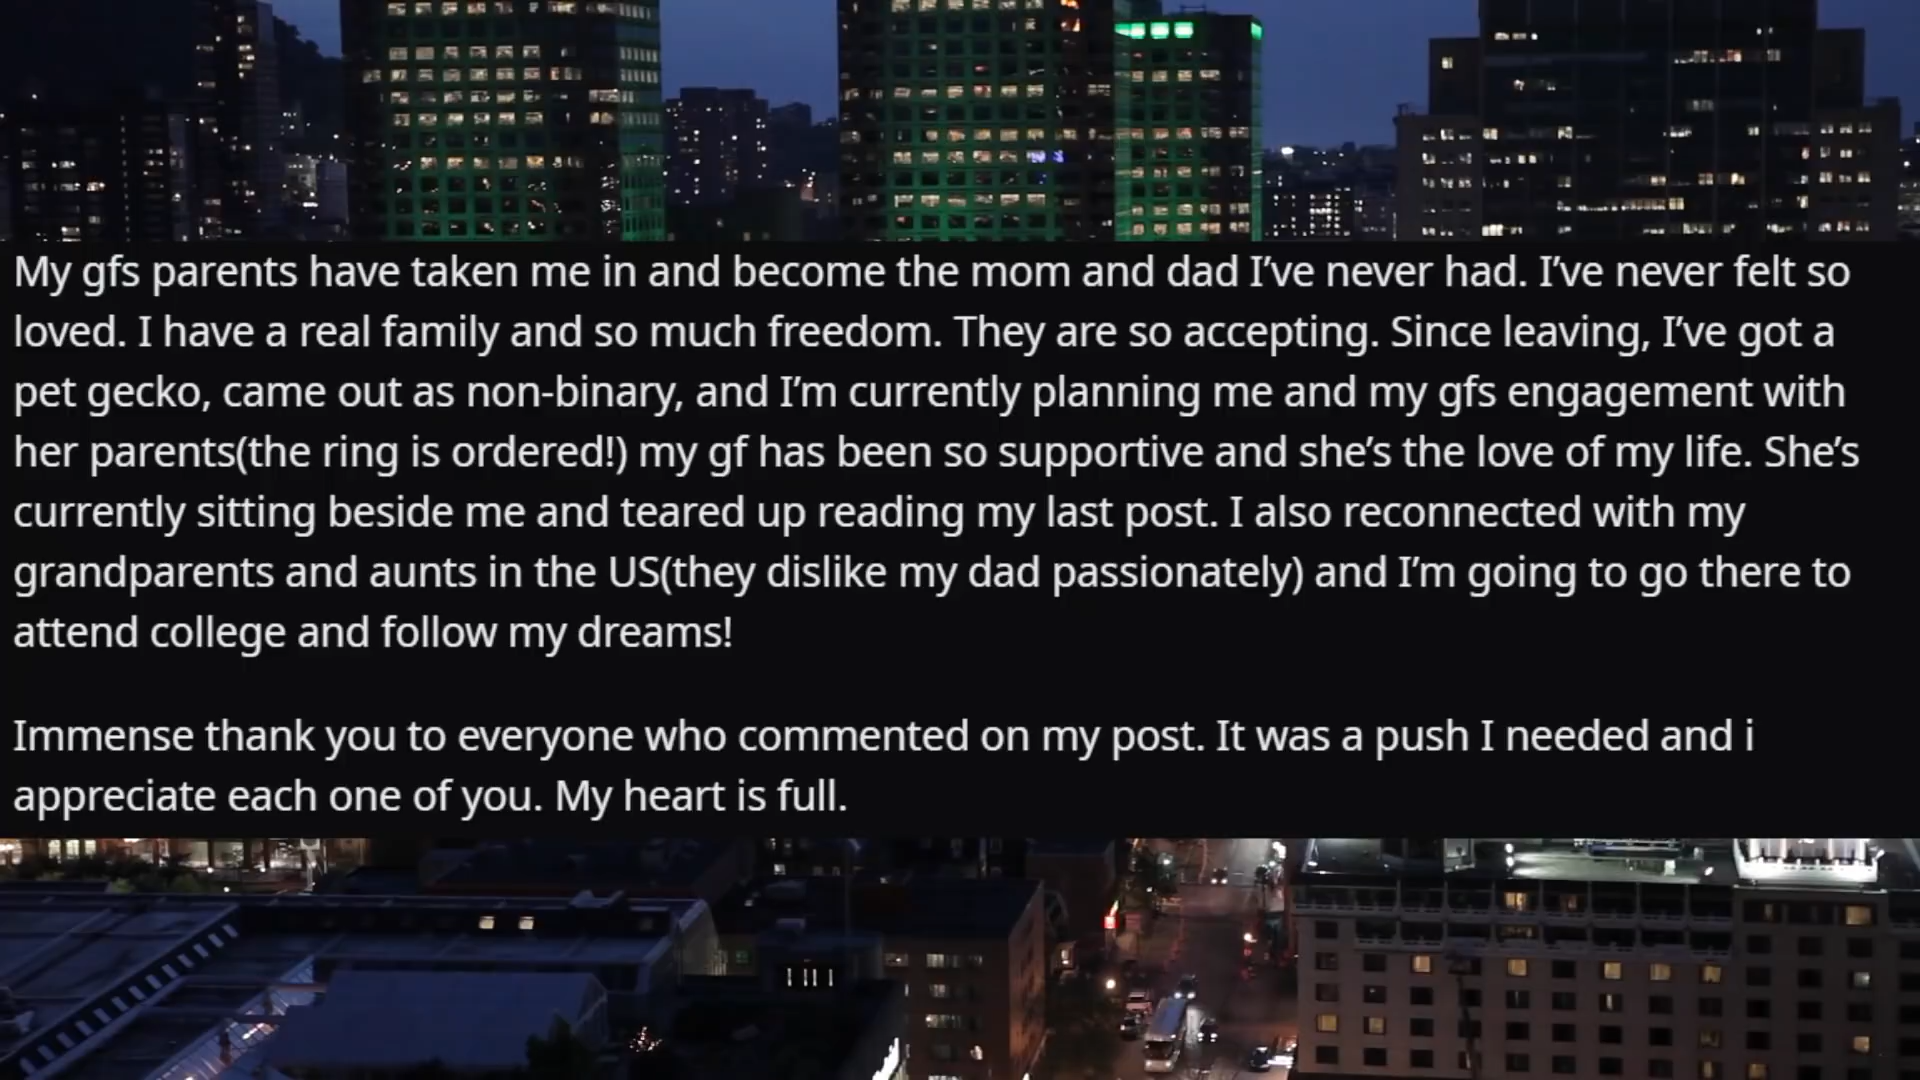 My gfs parents have taken me in and become the mom and dad I’ve never had. I’ve never felt so
loved. I have a real family and so much freedom. They are so accepting. Since leaving, I’ve got a
pet gecko, came out as non-binary, and I’m currently planning me and my gfs engagement with
her parents(the ring is ordered!) my gf has been so supportive and she’s the love of my life. She’s
currently sitting beside me and teared up reading my last post. I also reconnected with my
grandparents and aunts in the US(they dislike my dad passionately) and I’m going to go there to
attend college and follow my dreams!
Immense thank you to everyone who commented on my post. It was a push I needed and i
appreciate each one of you. My heart is full.